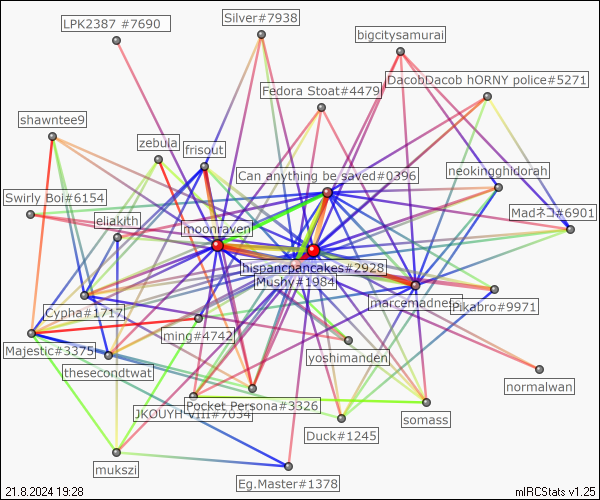 Silver#7938
LPK2387 #7690
bigcitysamurai
DacobDacob hORNY police#5271
Fedora Stoat#4479
shawntee9
zebula
frisout
Can anything be saved#0396
neokingghidorah
Swirly Boi#6154
eliakith
moonraven
Madネコ#6901
hispancpancakes#2928
Mushy#1984
marcemadness
Pikabro#9971
Cypha#1717
ming#4742
Majestic#3375
thesecondtwat
yoshimanden
normalwan
JKOUYH VIII#7034
Pocket Persona#3326
somass
Duck#1245
mukszi
Eg.Master#1378
21.8.2024 19:28
mIRCStats v1.25